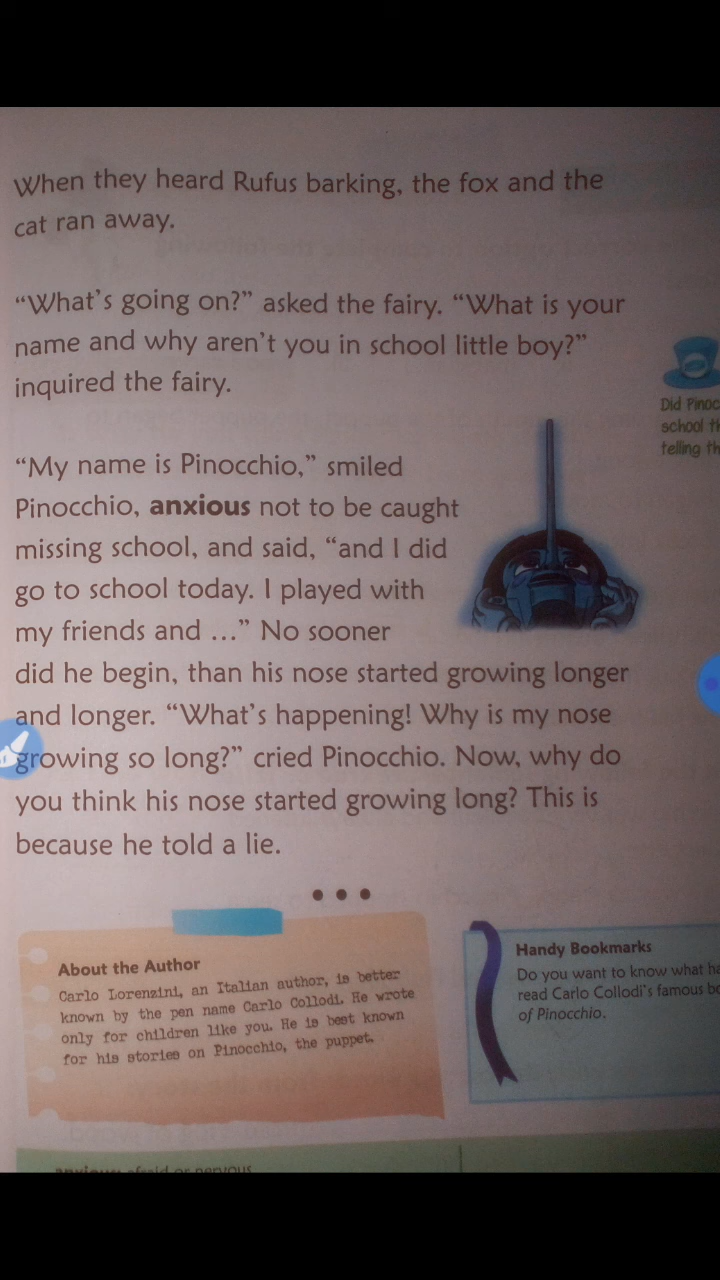 When they heard Rufus barking, the fox and the
cat ran away.
“What’s going on?” asked the fairy. “What is your
name and why aren’t you in school little boy?”
inquired the fairy.
Did Pinoc
school th
telling th
“My name is Pinocchio,” smiled
Pinocchio, anxious not to be caught
missing school, and said, “and I did
go to school today. I played with
my friends and ...” No sooner
did he begin, than his nose started growing longer
and longer. “What’s happening! Why is my nose
growing so long?” cried Pinocchio. Now, why do
you think his nose started growing long? This is
because he told a lie.
About the Author
Carlo Lorenzini, an Italian author, is better
known by the pen name Carlo Collodi. He wrote
only for children like you. He is best known
for his stories on Pinocchio, the puppet.
Handy Bookmarks
Do you want to know what ha
read Carlo Collodi’s famous bo
of Pinocchio.
anxious: afraid or nervous